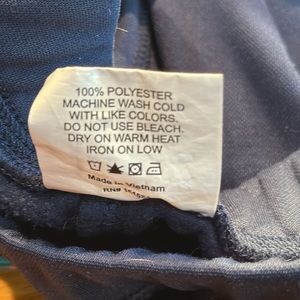 100% POLYESTER
MACHINE WASH COLD
WITH LIKE COLORS.
DO NOT USE BLEACH.
DRY ON WARM HEAT
IRON ON LOW
Made in Vietnam
RN#